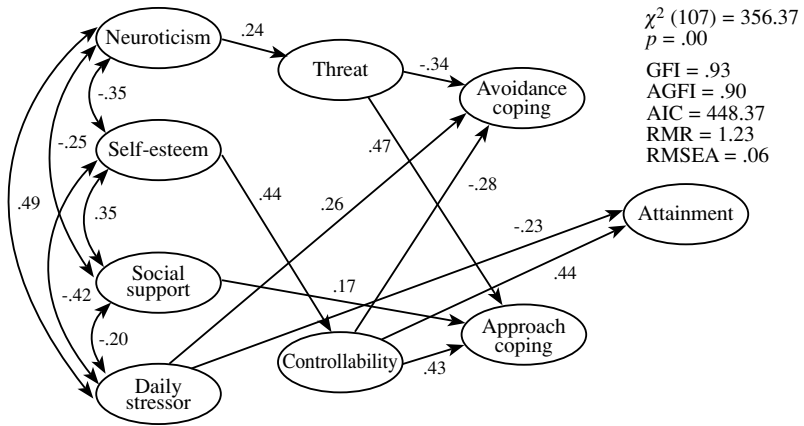 Neuroticism
.24
Threat
-.34
Avoidance
coping
χ² (107) = 356.37
p = .00
GFI = .93
AGFI = .90
AIC = 448.37
RMR = 1.23
RMSEA = .06
-.35
-.25
Self-esteem
.47
.49
.35
.44
.26
-.28
-.23
Attainment
Social
support
-.42
.17
.44
-.20
Approach
coping
Controllability
.43
Daily
stressor